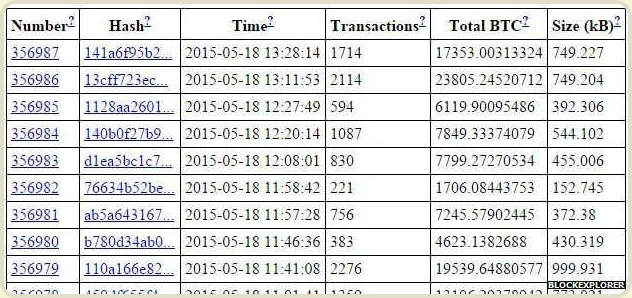 Number? Hash? Time? Transactions? Total BTC? Size (kB)?
356987 141a6f95b2... 2015-05-18 13:28:14 1714 17353.00313324 749.227
356986 13cff723ec... 2015-05-18 13:11:53 2114 23805.24520712 749.204
356985 1128aa2601... 2015-05-18 12:27:49 594 6119.90095486 392.306
356984 140b0f27b9... 2015-05-18 12:20:14 1087 7849.33374079 544.102
356983 d1ea5bc1c7... 2015-05-18 12:08:01 830 7799.27270534 455.006
356982 76634b52be... 2015-05-18 11:58:42 221 1706.08443753 152.745
356981 ab5a643167... 2015-05-18 11:57:28 756 7245.57902445 372.38
356980 b780d34ab0... 2015-05-18 11:46:36 383 4623.1382688 430.319
356979 110a166e82... 2015-05-18 11:41:08 2276 19539.64880577 999.931
BLOCKEXPLORER